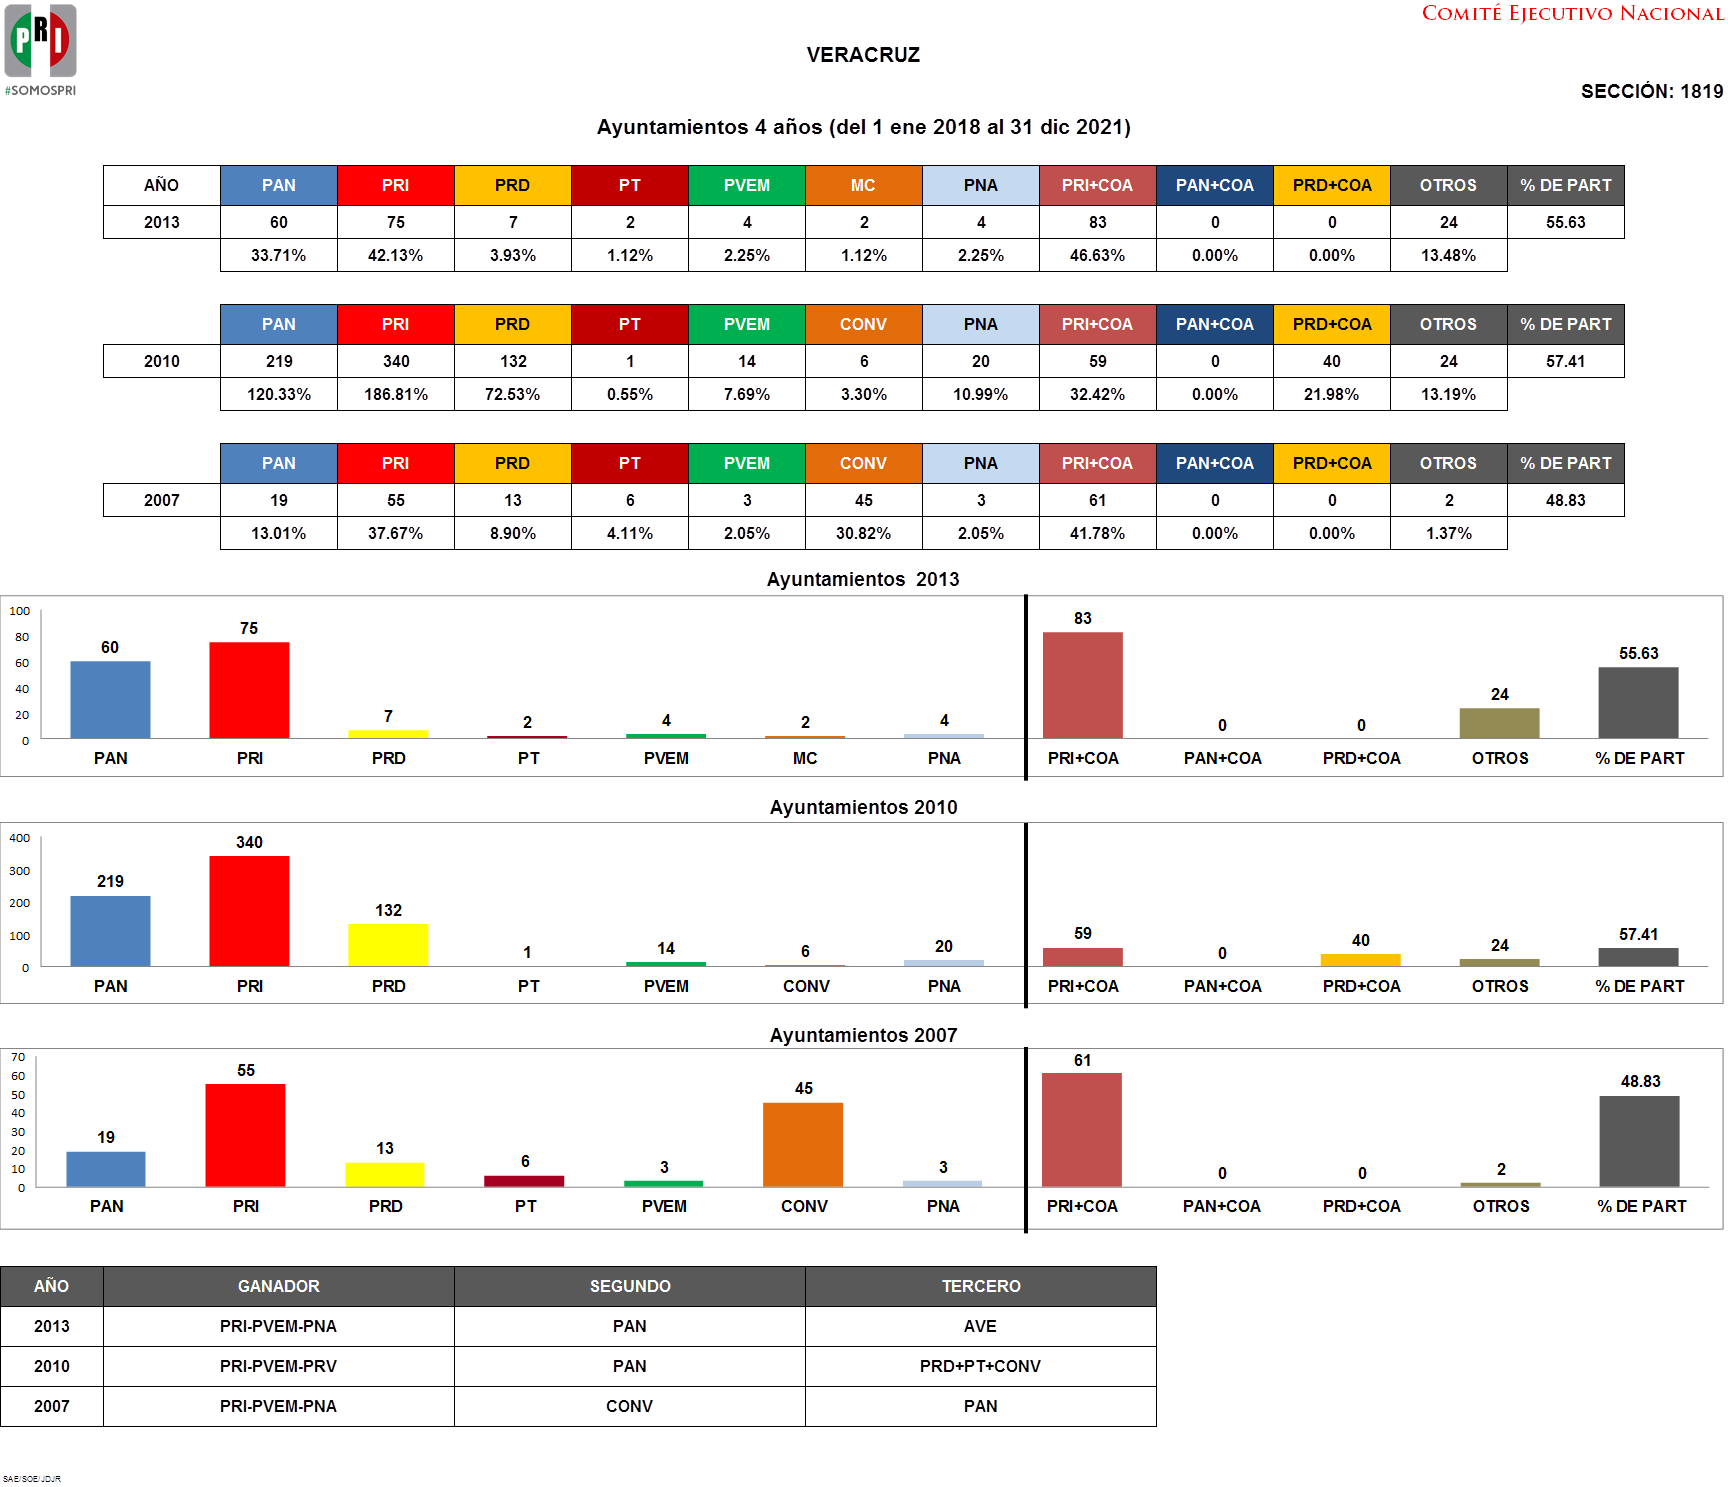 COMITÉ EJECUTIVO NACIONAL
PRI
#SOMOSPRI
VERACRUZ
SECCIÓN: 1819
Ayuntamientos 4 años (del 1 ene 2018 al 31 dic 2021)
AÑO PAN PRI PRD PT PVEM MC PNA PRI+COA PAN+COA PRD+COA OTROS % DE PART
2013 60 75 7 2 4 2 4 83 0 0 24 55.63
33.71% 42.13% 3.93% 1.12% 2.25% 1.12% 2.25% 46.63% 0.00% 0.00% 13.48%
PAN PRI PRD PT PVEM CONV PNA PRI+COA PAN+COA PRD+COA OTROS % DE PART
2010 219 340 132 1 14 6 20 59 0 40 24 57.41
120.33% 186.81% 72.53% 0.55% 7.69% 3.30% 10.99% 32.42% 0.00% 21.98% 13.19%
PAN PRI PRD PT PVEM CONV PNA PRI+COA PAN+COA PRD+COA OTROS % DE PART
2007 19 55 13 6 3 45 3 61 0 0 2 48.83
13.01% 37.67% 8.90% 4.11% 2.05% 30.82% 2.05% 41.78% 0.00% 0.00% 1.37%
Ayuntamientos 2013
100
80
60
40
20
0
60 75 7 2 4 2 4 83 0 0 24 55.63
PAN PRI PRD PT PVEM MC PNA PRI+COA PAN+COA PRD+COA OTROS % DE PART
Ayuntamientos 2010
400
300
200
100
0
219 340 132 1 14 6 20 59 0 40 24 57.41
PAN PRI PRD PT PVEM CONV PNA PRI+COA PAN+COA PRD+COA OTROS % DE PART
Ayuntamientos 2007
70
60
50
40
30
20
10
0
19 55 13 6 3 45 3 61 0 0 2 48.83
PAN PRI PRD PT PVEM CONV PNA PRI+COA PAN+COA PRD+COA OTROS % DE PART
AÑO GANADOR SEGUNDO TERCERO
2013 PRI-PVEM-PNA PAN AVE
2010 PRI-PVEM-PRV PAN PRD+PT+CONV
2007 PRI-PVEM-PNA CONV PAN
SAE/SOE/JDJR